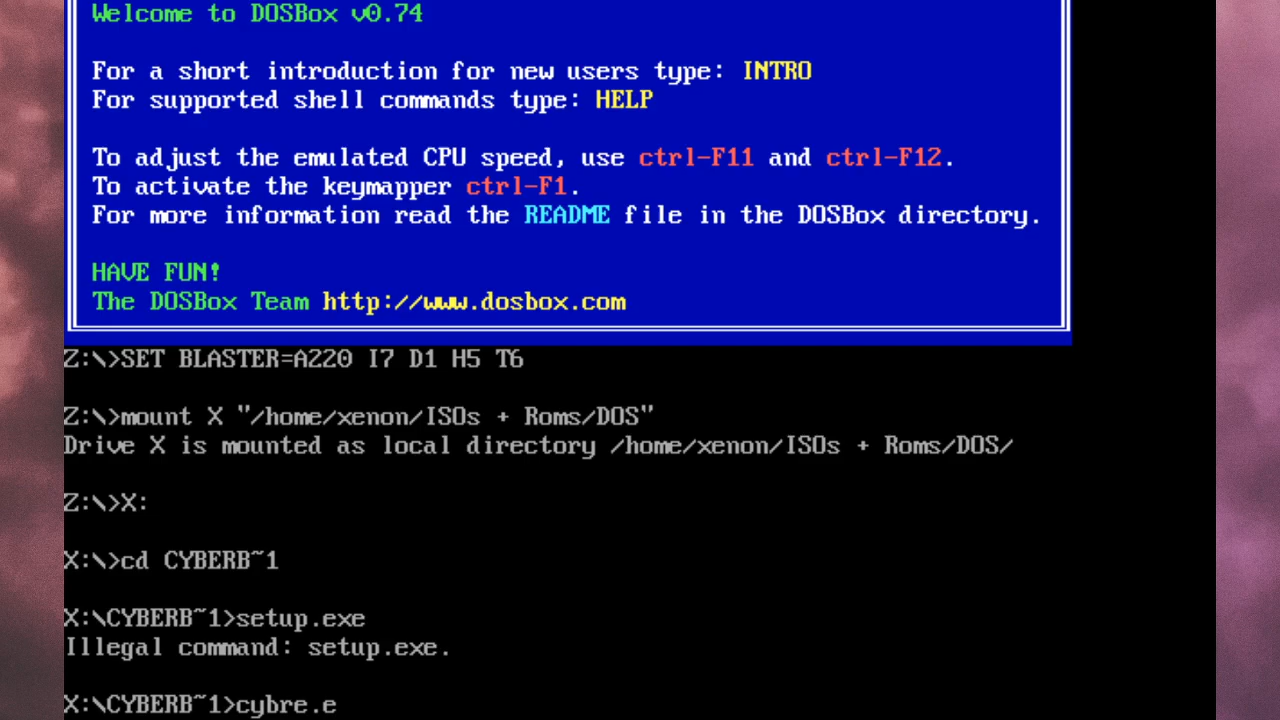 Welcome to DOSBox v0.74
For a short introduction for new users type: INTRO
For supported shell commands type: HELP
To adjust the emulated CPU speed, use ctrl-F11 and ctrl-F12.
To activate the keymapper ctrl-F1.
For more information read the README file in the DOSBox directory.
HAVE FUN!
The DOSBox Team http://www.dosbox.com
Z:\>SET BLASTER=A220 I7 D1 H5 T6
Z:\>mount X "/home/xenon/ISOs + Roms/DOS"
Drive X is mounted as local directory /home/xenon/ISOs + Roms/DOS/
Z:\>X:
X:\>cd CYBERB~1
X:\CYBERB~1>setup.exe
Illegal command: setup.exe.
X:\CYBERB~1>cybre.e